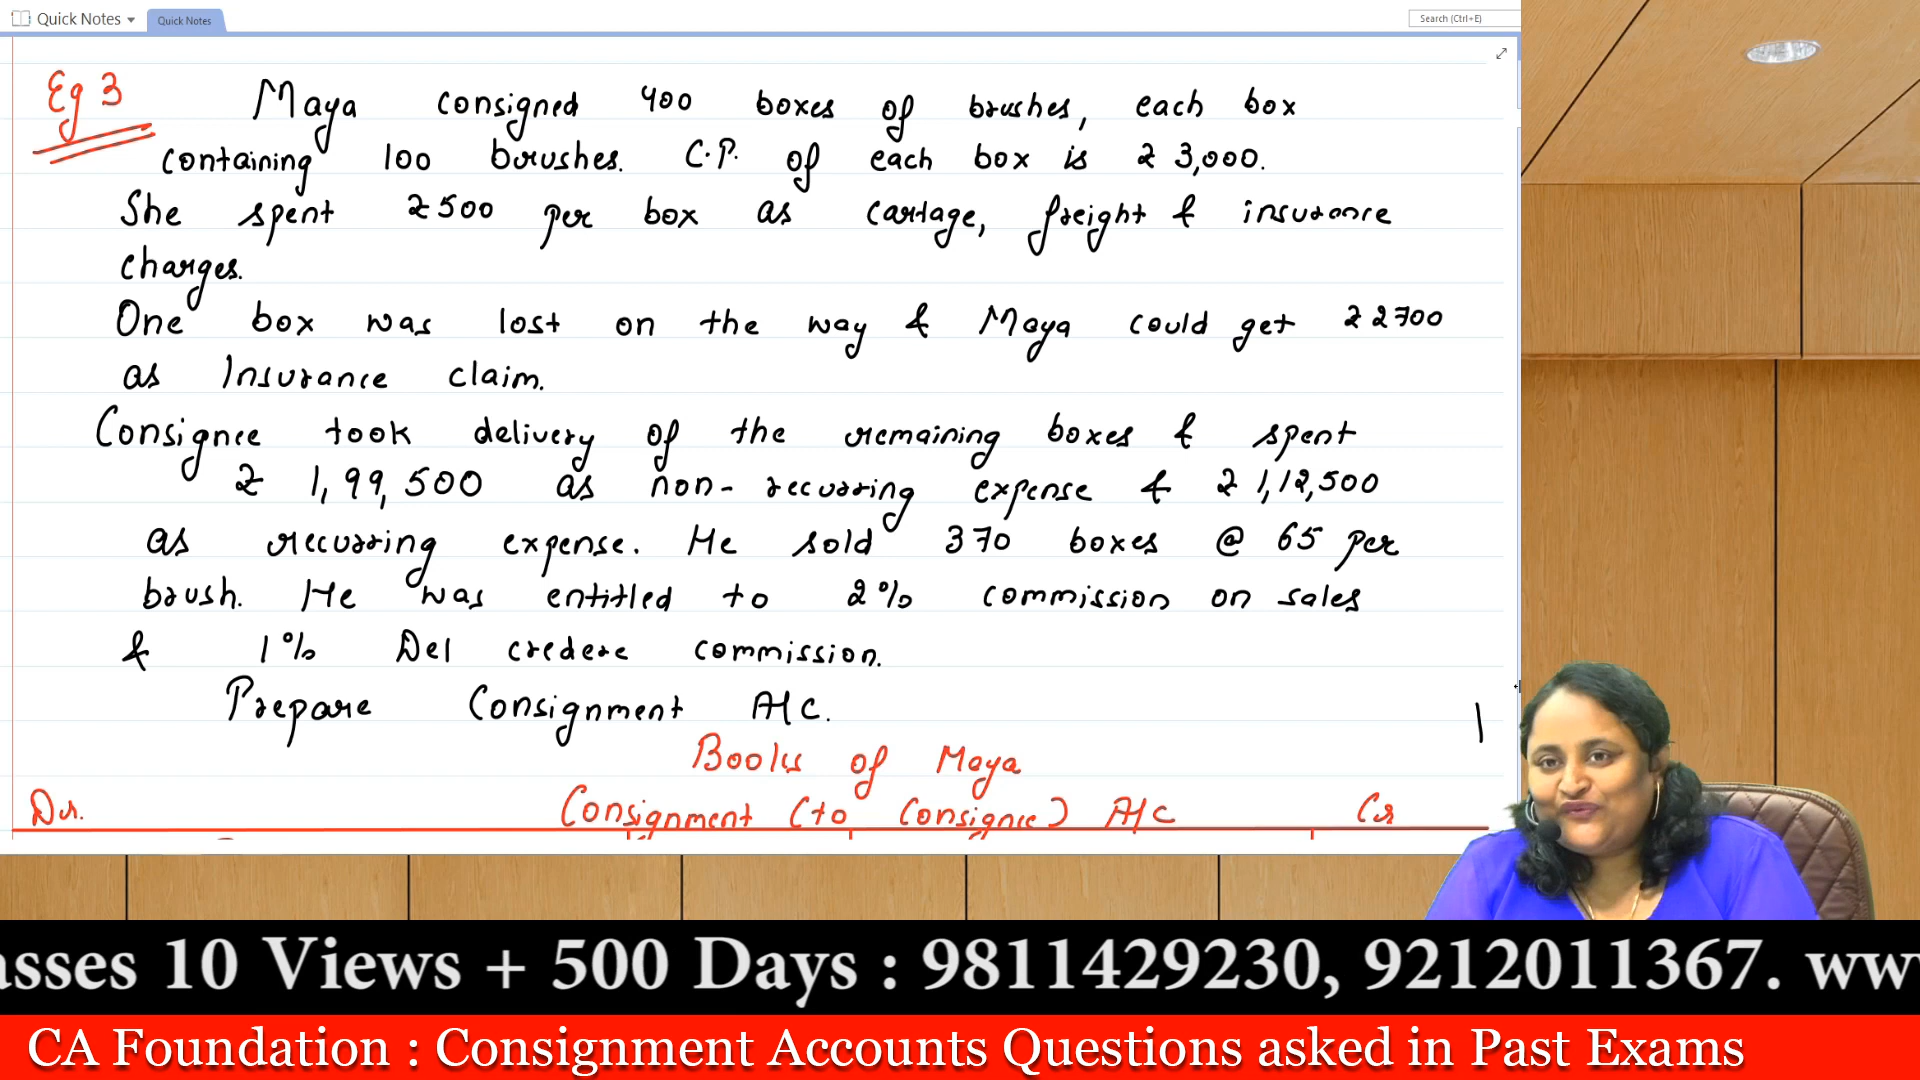 Quick Notes
Quick Notes
Search (Ctrl+E)
Eg 3
Maya consigned 400 boxes of brushes, each box
containing 100 brushes. C.P. of each box is ₹ 3,000.
She spent ₹500 per box as cartage, freight & insurance
charges.
One box was lost on the way & Maya could get ₹2700
as Insurance claim.
Consignee took delivery of the remaining boxes & spent
₹ 1,99,500 as non-recurring expense & ₹1,12,500
as recurring expense. He sold 370 boxes @ 65 per
brush. He was entitled to 2% commission on sales
& 1% Del credere commission.
Prepare Consignment A/C.
Books of Maya
Dr. Consignment (to Consignee) A/C Cr
asses 10 Views + 500 Days : 9811429230, 9212011367. ww
CA Foundation : Consignment Accounts Questions asked in Past Exams